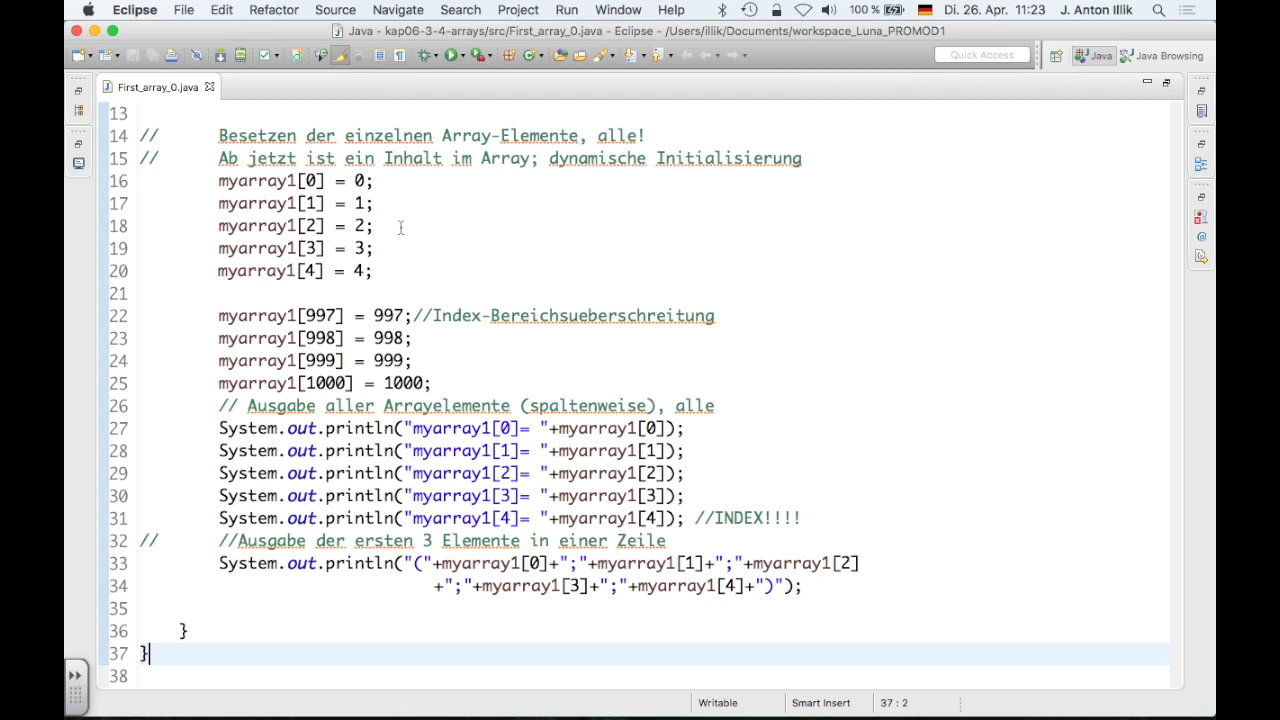 Eclipse File Edit Refactor Source Navigate Search Project Run Window Help 100 % Di. 26. Apr. 11:23 J. Anton Illik
Java - kap06-3-4-arrays/src/First_array_0.java - Eclipse - /Users/illik/Documents/workspace_Luna_PROMOD1
Quick Access Java Java Browsing
First_array_0.java
13
14 // Besetzen der einzelnen Array-Elemente, alle!
15 // Ab jetzt ist ein Inhalt im Array; dynamische Initialisierung
16 myarray1[0] = 0;
17 myarray1[1] = 1;
18 myarray1[2] = 2;
19 myarray1[3] = 3;
20 myarray1[4] = 4;
21
22 myarray1[997] = 997;//Index-Bereichsueberschreitung
23 myarray1[998] = 998;
24 myarray1[999] = 999;
25 myarray1[1000] = 1000;
26 // Ausgabe aller Arrayelemente (spaltenweise), alle
27 System.out.println("myarray1[0]= "+myarray1[0]);
28 System.out.println("myarray1[1]= "+myarray1[1]);
29 System.out.println("myarray1[2]= "+myarray1[2]);
30 System.out.println("myarray1[3]= "+myarray1[3]);
31 System.out.println("myarray1[4]= "+myarray1[4]); //INDEX!!!!
32 // //Ausgabe der ersten 3 Elemente in einer Zeile
33 System.out.println("("+myarray1[0]+";"+myarray1[1]+";"+myarray1[2]
34 +";"+myarray1[3]+";"+myarray1[4]+")");
35
36 }
37 }
38
Writable Smart Insert 37 : 2